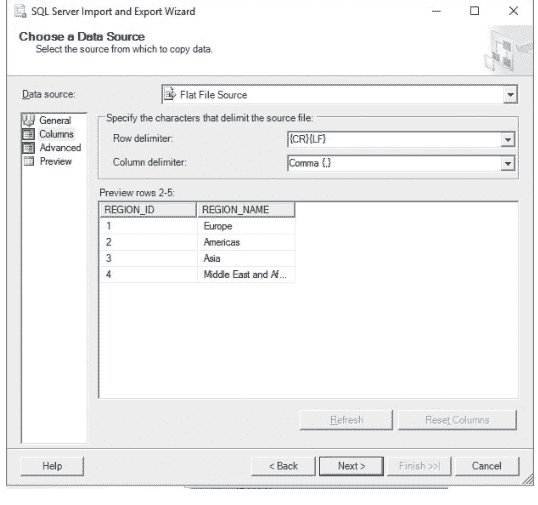 SQL Server Import and Export Wizard
Choose a Data Source
Select the source from which to copy data.
Data source:
Flat File Source
General
Columns
Advanced
Preview
Specify the characters that delimit the source file:
Row delimiter:
{CR}{LF}
Column delimiter:
Comma {,}
Preview rows 2-5:
REGION_ID REGION_NAME
1 Europe
2 Americas
3 Asia
4 Middle East and Af...
Refresh Reset Columns
Help < Back Next > Finish >>| Cancel